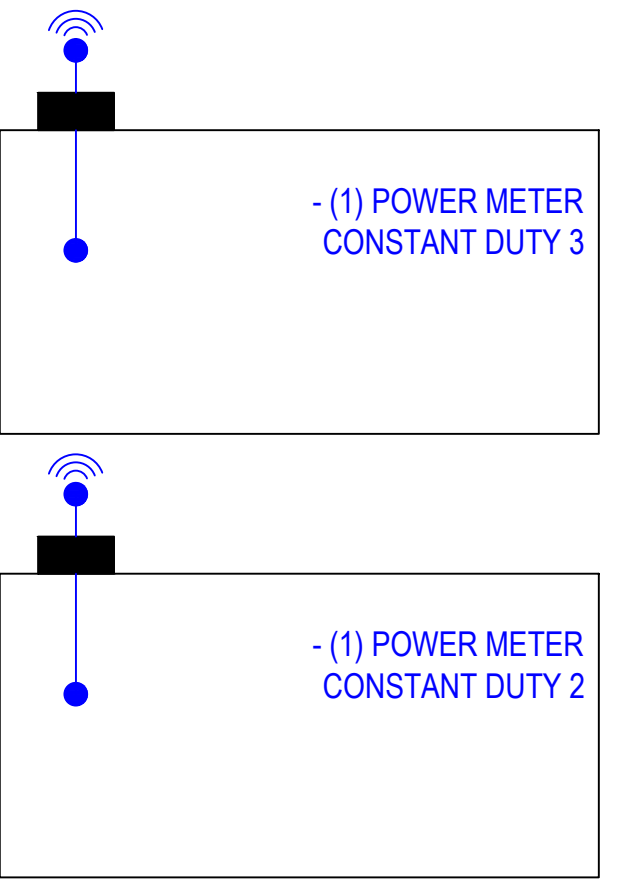 - (1) POWER METER
CONSTANT DUTY 3
- (1) POWER METER
CONSTANT DUTY 2